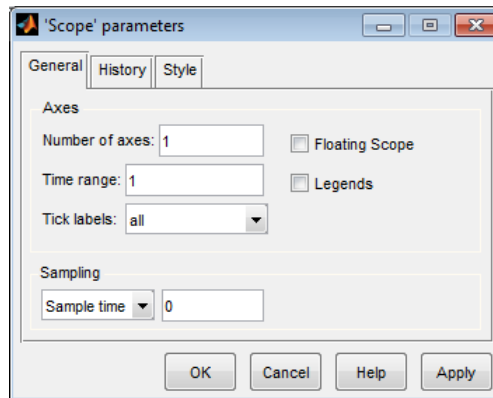 'Scope' parameters
General History Style
Axes
Number of axes: 1 Floating Scope
Time range: 1 Legends
Tick labels: all
Sampling
Sample time 0
OK Cancel Help Apply